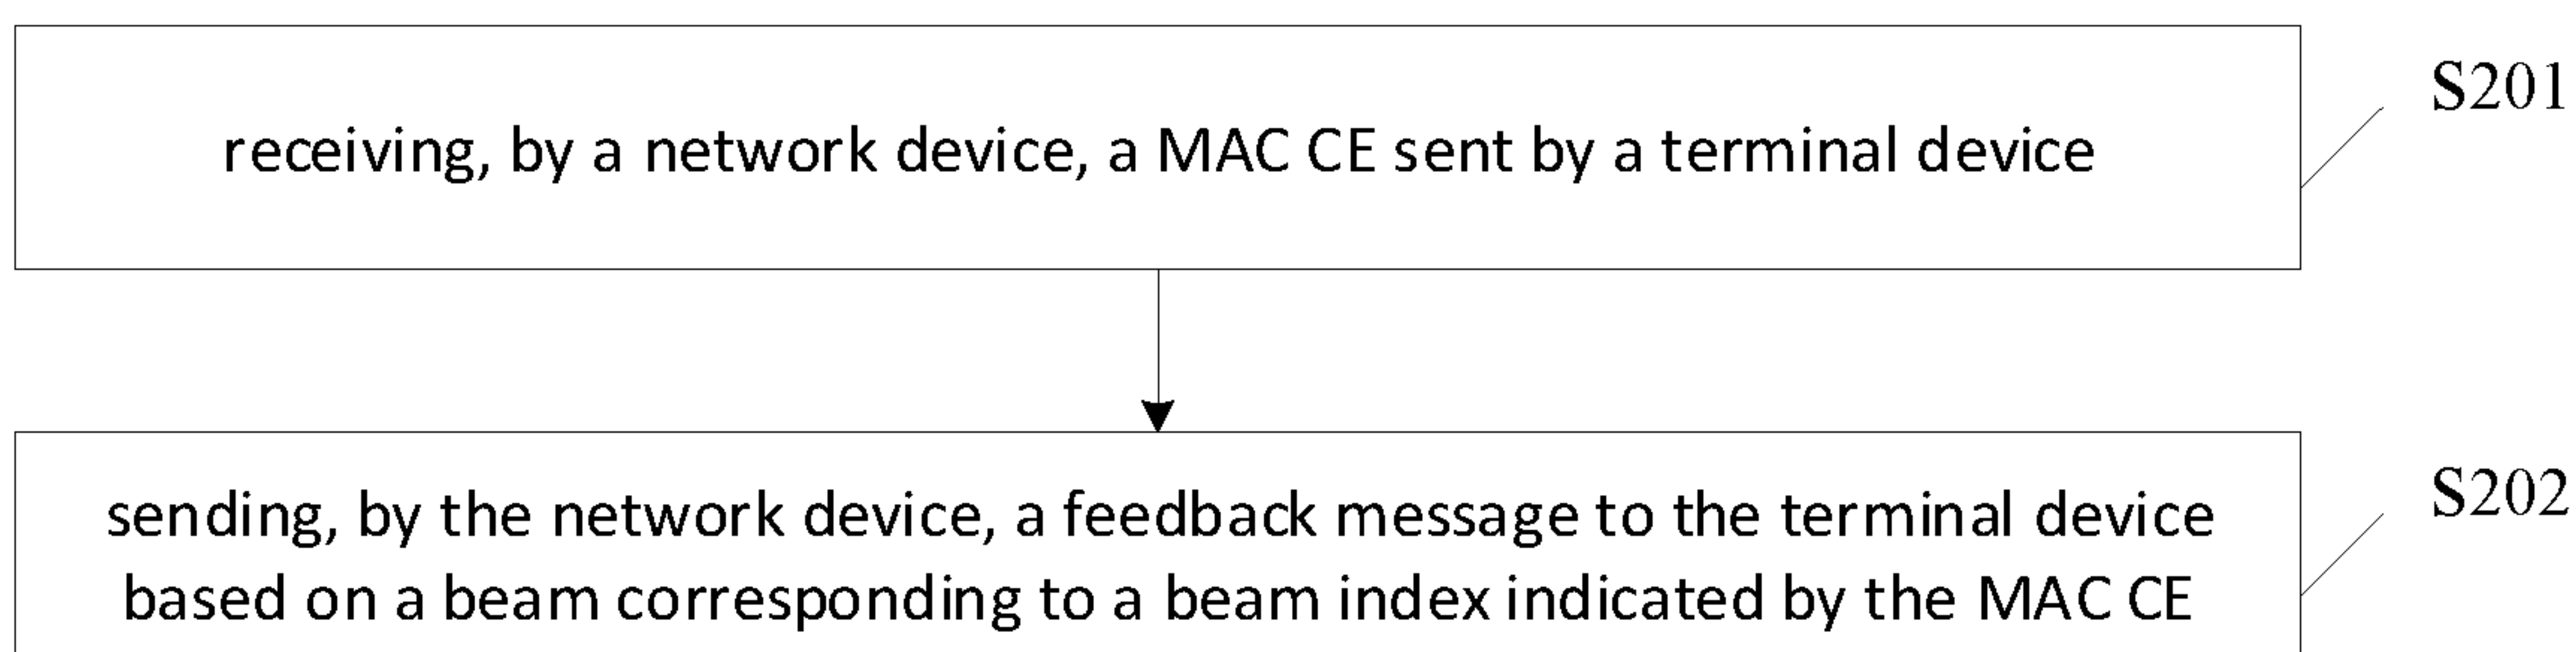 receiving, by a network device, a MAC CE sent by a terminal device
S201
sending, by the network device, a feedback message to the terminal device
based on a beam corresponding to a beam index indicated by the MAC CE
S202